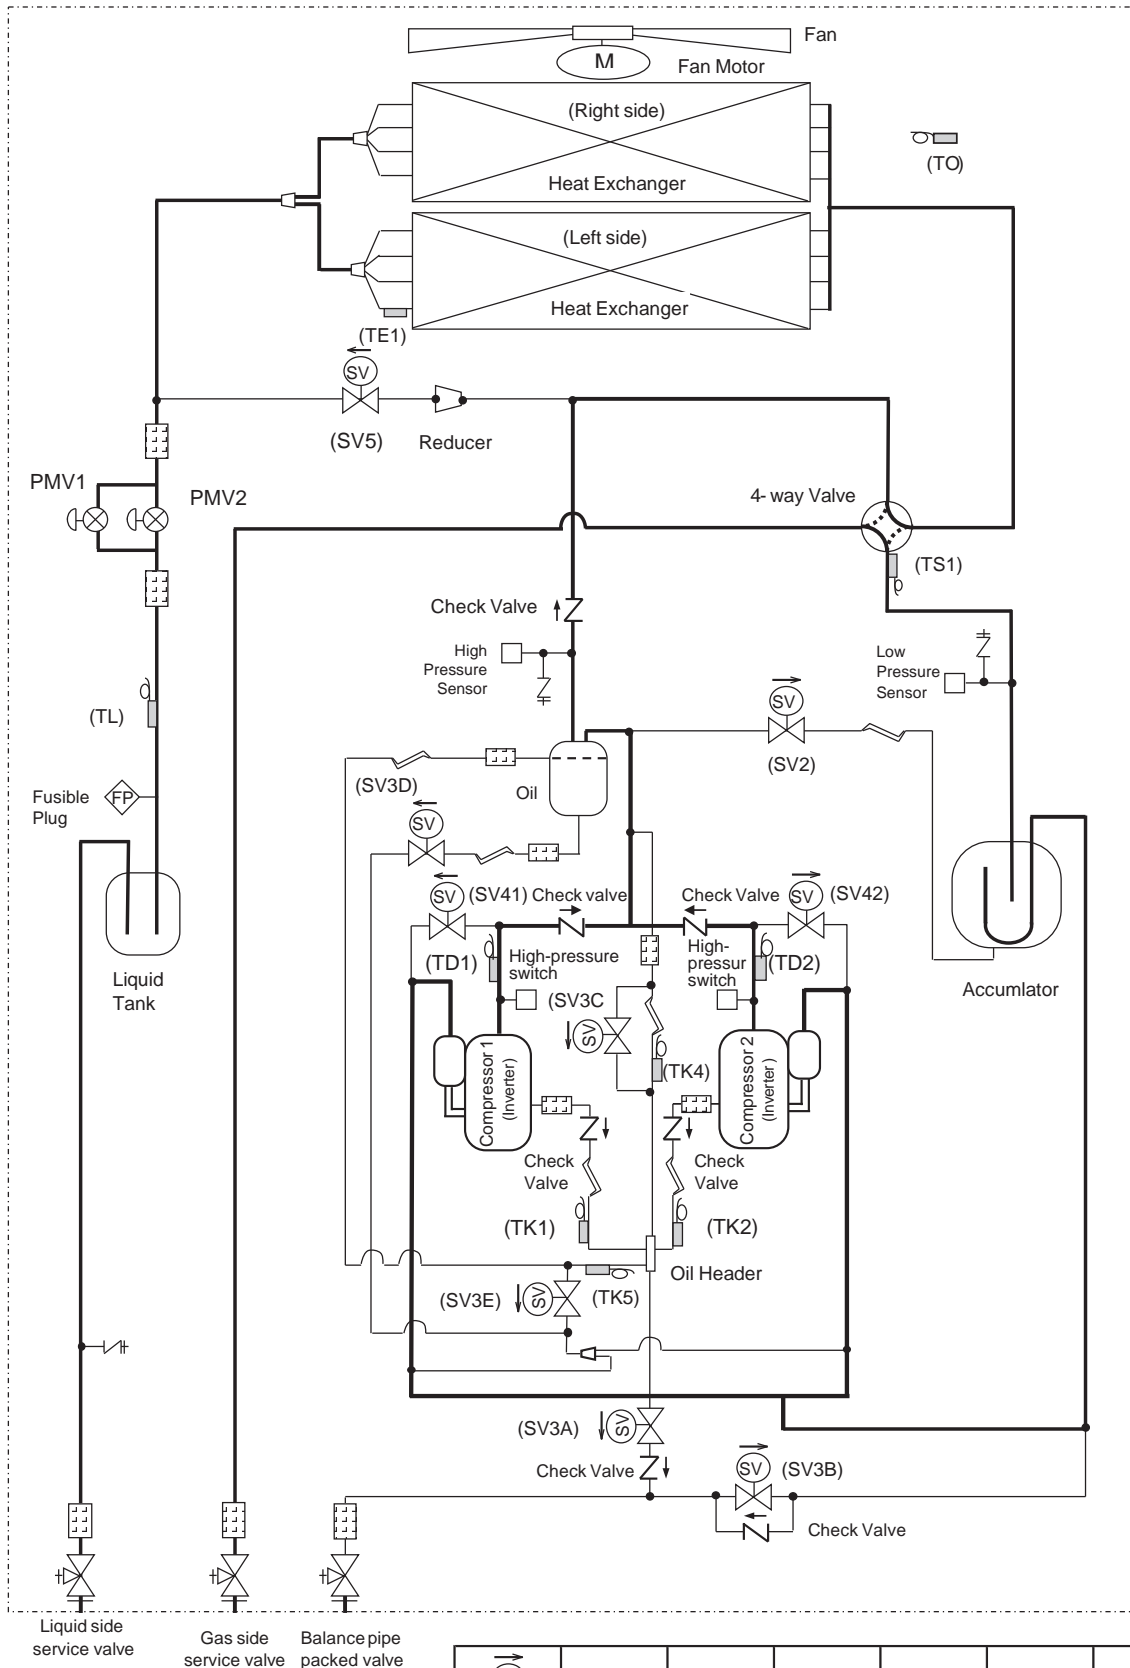 Fan
M
Fan Motor
(Right side)
(TO)
Heat Exchanger
(Left side)
Heat Exchanger
(TE1)
SV
(SV5)
Reducer
PMV1
PMV2
4- way Valve
(TS1)
Check Valve
High
Pressure
Sensor
Low
Pressure
Sensor
(TL)
SV
(SV2)
(SV3D)
Oil
Fusible
Plug
FP
SV
SV
(SV41)
Check valve
Check Valve
SV
(SV42)
(TD1)
High-pressure
switch
High-
pressur
switch
(TD2)
Liquid
Tank
Accumlator
(SV3C
SV
Compressor 1
(Inverter)
(TK4)
Compressor 2
(Inverter)
Check
Valve
Check
Valve
(TK1)
(TK2)
Oil Header
(SV3E)
SV
(TK5)
(SV3A)
SV
Check Valve
SV
(SV3B)
Check Valve
Liquid side
service valve
Gas side
service valve
Balance pipe
packed valve